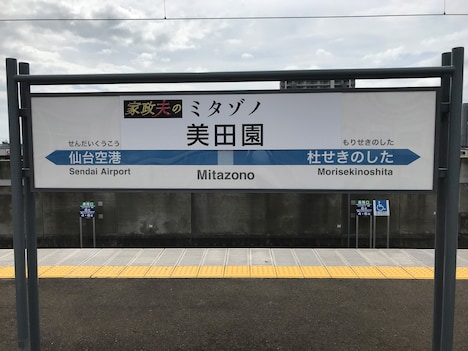 家政夫のミタゾノ
美田園
Mitazono
せんだいくうこう
仙台空港
Sendai Airport
もりせきのした
杜せきのした
Morisekinoshita